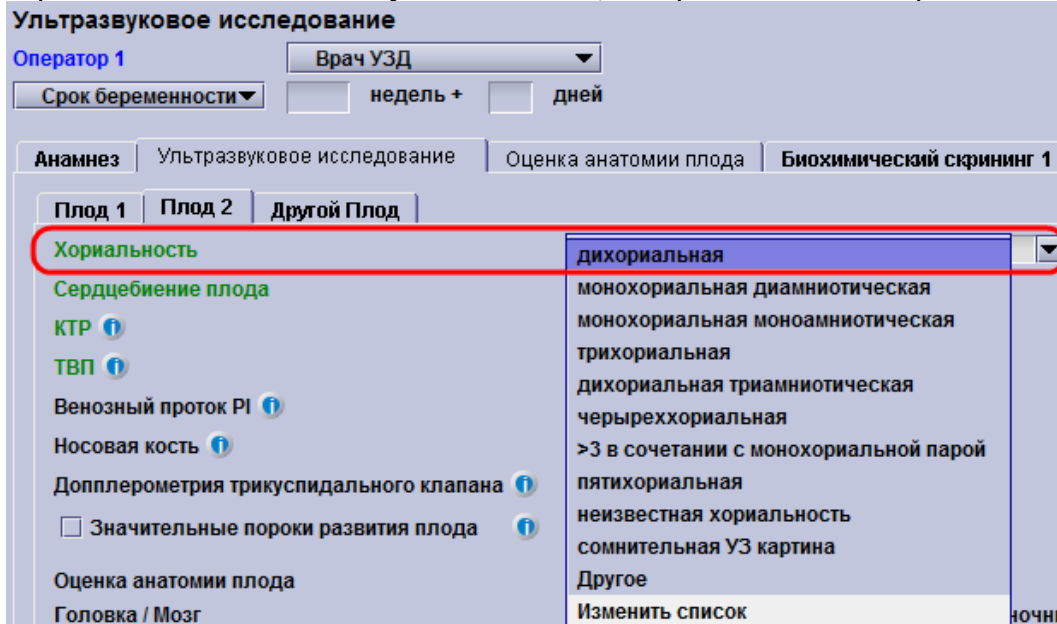 Ультразвуковое исследование
Оператор 1 Врач УЗД
Срок беременности недель + дней
Анамнез Ультразвуковое исследование Оценка анатомии плода Биохимический скрининг 1
Плод 1 Плод 2 Другой Плод
Хориальность
дихориальная
Сердцебиение плода
монохориальная диамниотическая
КТР
монохориальная моноамниотическая
ТВП
трихориальная
дихориальная триамниотическая
Венозный проток PI
черыреххориальная
Носовая кость
>3 в сочетании с монохориальной парой
Допплерометрия трикуспидального клапана
пятихориальная
Значительные пороки развития плода
неизвестная хориальность
сомнительная УЗ картина
Оценка анатомии плода
Другое
Головка / Мозг
Изменить список